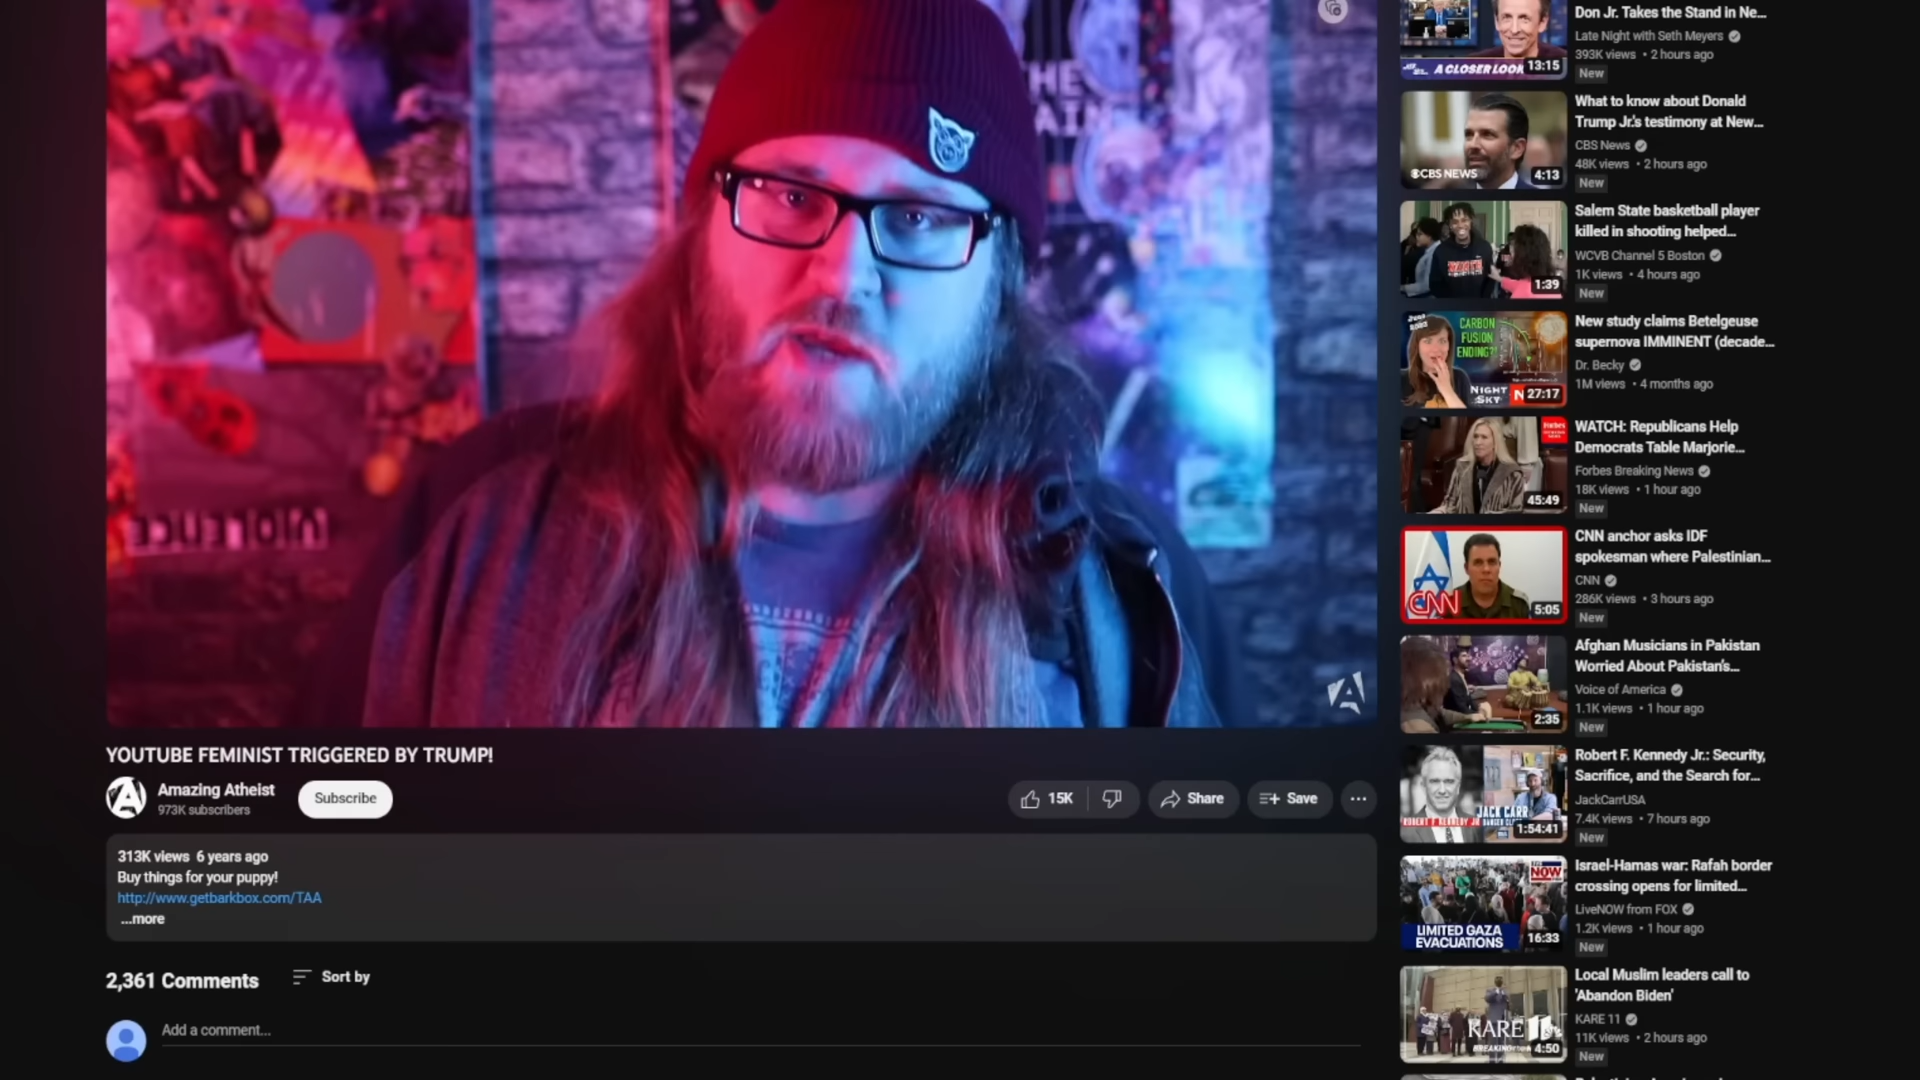 HE
AIN
VIOLENCE
YOUTUBE FEMINIST TRIGGERED BY TRUMP!
Amazing Atheist
973K subscribers
Subscribe
15K
Share
Save
313K views 6 years ago
Buy things for your puppy!
http://www.getbarkbox.com/TAA
...more
2,361 Comments
Sort by
Add a comment...
A CLOSER LOOK
13:15
Don Jr. Takes the Stand in Ne...
Late Night with Seth Meyers
393K views • 2 hours ago
New
CBS NEWS
4:13
What to know about Donald
Trump Jr.'s testimony at New...
CBS News
48K views • 2 hours ago
New
1:39
Salem State basketball player
killed in shooting helped...
WCVB Channel 5 Boston
1K views • 4 hours ago
New
CARBON
FUSION
ENDING?!
NIGHT
SKY
27:17
New study claims Betelgeuse
supernova IMMINENT (decade...
Dr. Becky
1M views • 4 months ago
45:49
WATCH: Republicans Help
Democrats Table Marjorie...
Forbes Breaking News
18K views • 1 hour ago
New
CNN
5:05
CNN anchor asks IDF
spokesman where Palestinian...
CNN
286K views • 3 hours ago
New
2:35
Afghan Musicians in Pakistan
Worried About Pakistan's...
Voice of America
1.1K views • 1 hour ago
New
JACK CARR
ROBERT F KENNEDY JR
1:54:41
Robert F. Kennedy Jr.: Security,
Sacrifice, and the Search for...
JackCarrUSA
7.4K views • 7 hours ago
New
NOW
LIMITED GAZA
EVACUATIONS
16:33
Israel-Hamas war: Rafah border
crossing opens for limited...
LiveNOW from FOX
1.2K views • 1 hour ago
New
KARE 11
BREAKING
4:50
Local Muslim leaders call to
'Abandon Biden'
KARE 11
11K views • 2 hours ago
New